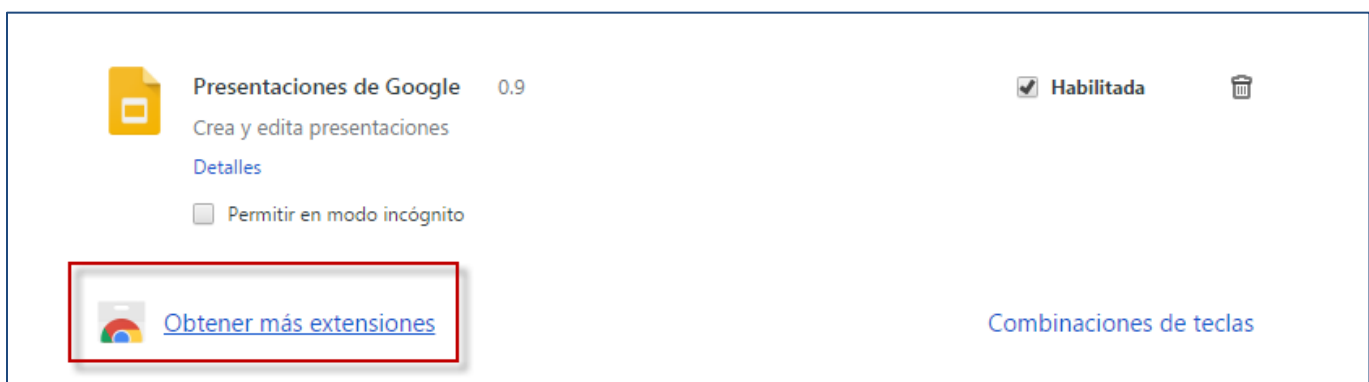 Presentaciones de Google 0.9 Habilitada
Crea y edita presentaciones
Detalles
Permitir en modo incógnito
Obtener más extensiones Combinaciones de teclas